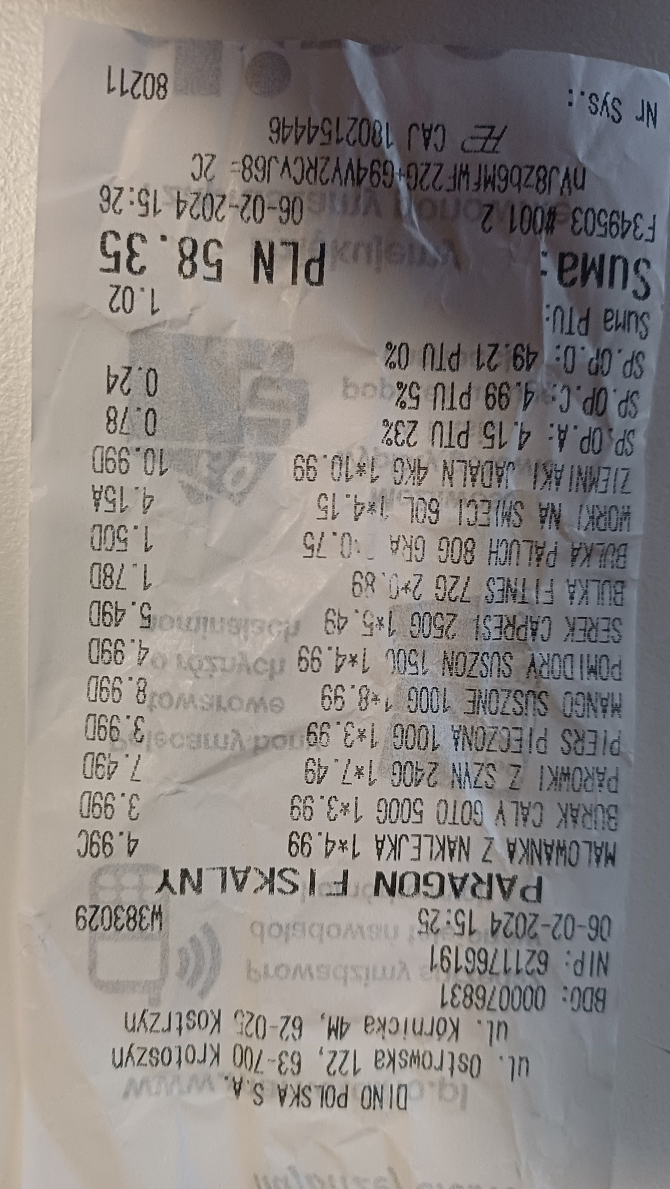 DINO POLSKA S.A.
ul. Ostrowska 122, 63-700 Krotoszyn
ul. Kórnicka 4M, 62-025 Kostrzyn
BDO: 000076831
NIP: 6211766191
06-02-2024 15:25 W383029
PARAGON FISKALNY
MALOWANKA Z NAKLEJKA 1*4.99 4.99C
BURAK CALY GOTO 500G 1*3.99 3.99D
PAROWKI Z SZYN 240G 1*7.49 7.49D
PIERS PIECZONA 100G 1*3.99 3.99D
MANGO SUSZONE 100G 1*8.99 8.99D
POMIDORY SUSZON 150G 1*4.99 4.99D
SEREK CAPRESI 250G 1*5.49 5.49D
BULKA FITNES 72G 2*0.89 1.78D
BULKA PALUCH 80G GRA 0.75 1.50D
WORKI NA SMIECI 60L 1*4.15 4.15A
ZIEMNIAKI JADALN 4KG 1*10.99 10.99D
SP.OP.A: 4.15 PTU 23% 0.78
SP.OP.C: 4.99 PTU 5% 0.24
SP.OP.D: 49.21 PTU 0%
Suma PTU: 1.02
Suma: PLN 58.35
F349503 #001 2 06-02-2024 15:26
CAJ 1802154446
Nr Sys.: 80211